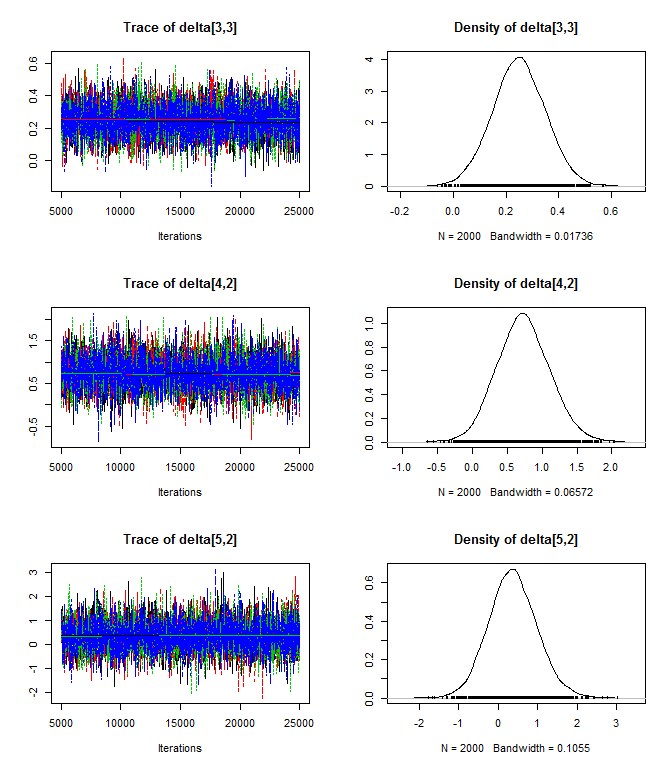 Trace of delta[3,3]
0.6
0.4
0.2
0.0
5000 10000 15000 20000 25000
Iterations
Density of delta[3,3]
4
3
2
1
0
-0.2 0.0 0.2 0.4 0.6
N = 2000 Bandwidth = 0.01736
Trace of delta[4,2]
1.5
0.5
-0.5
5000 10000 15000 20000 25000
Iterations
Density of delta[4,2]
1.0
0.8
0.6
0.4
0.2
0.0
-1.0 0.0 0.5 1.0 1.5 2.0
N = 2000 Bandwidth = 0.06572
Trace of delta[5,2]
3
2
1
0
-1
-2
5000 10000 15000 20000 25000
Iterations
Density of delta[5,2]
0.6
0.4
0.2
0.0
-2 -1 0 1 2 3
N = 2000 Bandwidth = 0.1055